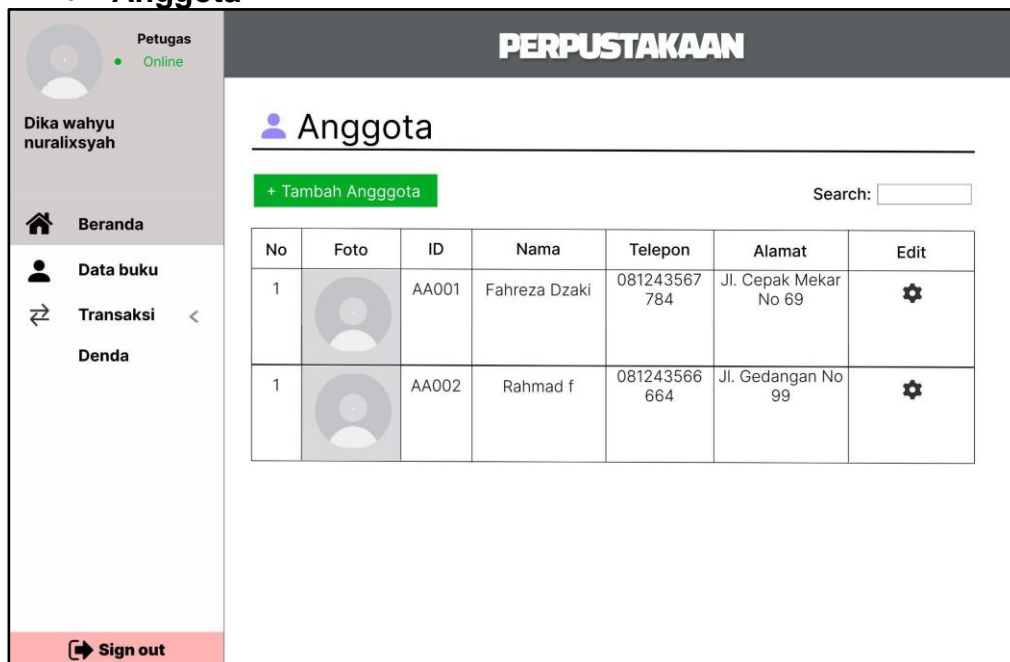 Anggota
Petugas
Online
Dika wahyu
nuralixsyah
Beranda
Data buku
Transaksi <
Denda
Sign out
PERPUSTAKAAN
Anggota
+ Tambah Angggota
Search:
No Foto ID Nama Telepon Alamat Edit
1 AA001 Fahreza Dzaki 081243567 Jl. Cepak Mekar
784 No 69
1 AA002 Rahmad f 081243566 Jl. Gedangan No
664 99